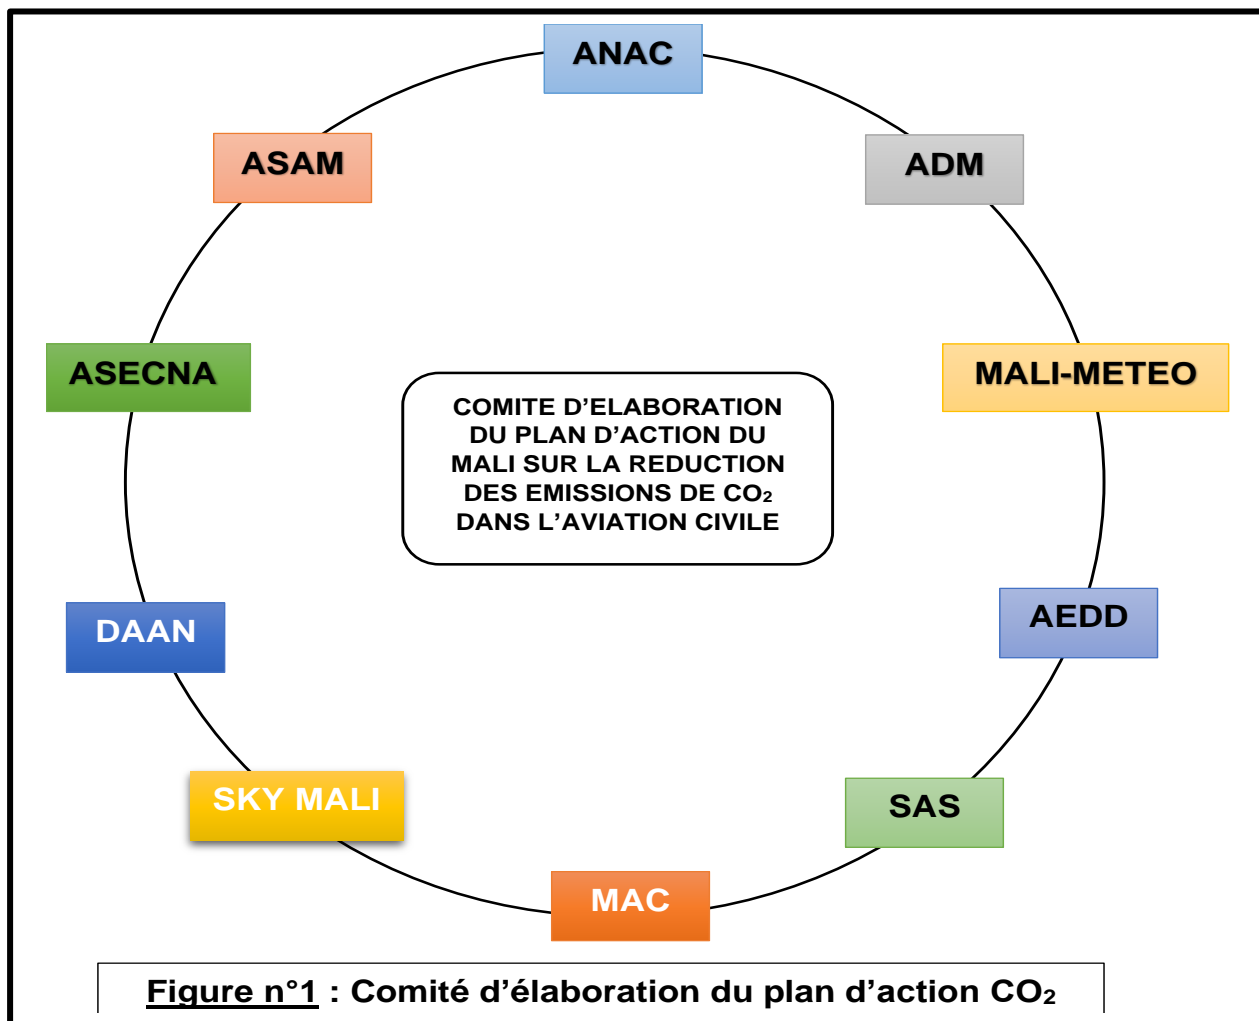 ANAC
ASAM
ADM
ASECNA
MALI-METEO
COMITE D’ELABORATION
DU PLAN D’ACTION DU
MALI SUR LA REDUCTION
DES EMISSIONS DE CO₂
DANS L’AVIATION CIVILE
DAAN
AEDD
SKY MALI
SAS
MAC
Figure n°1 : Comité d’élaboration du plan d’action CO₂